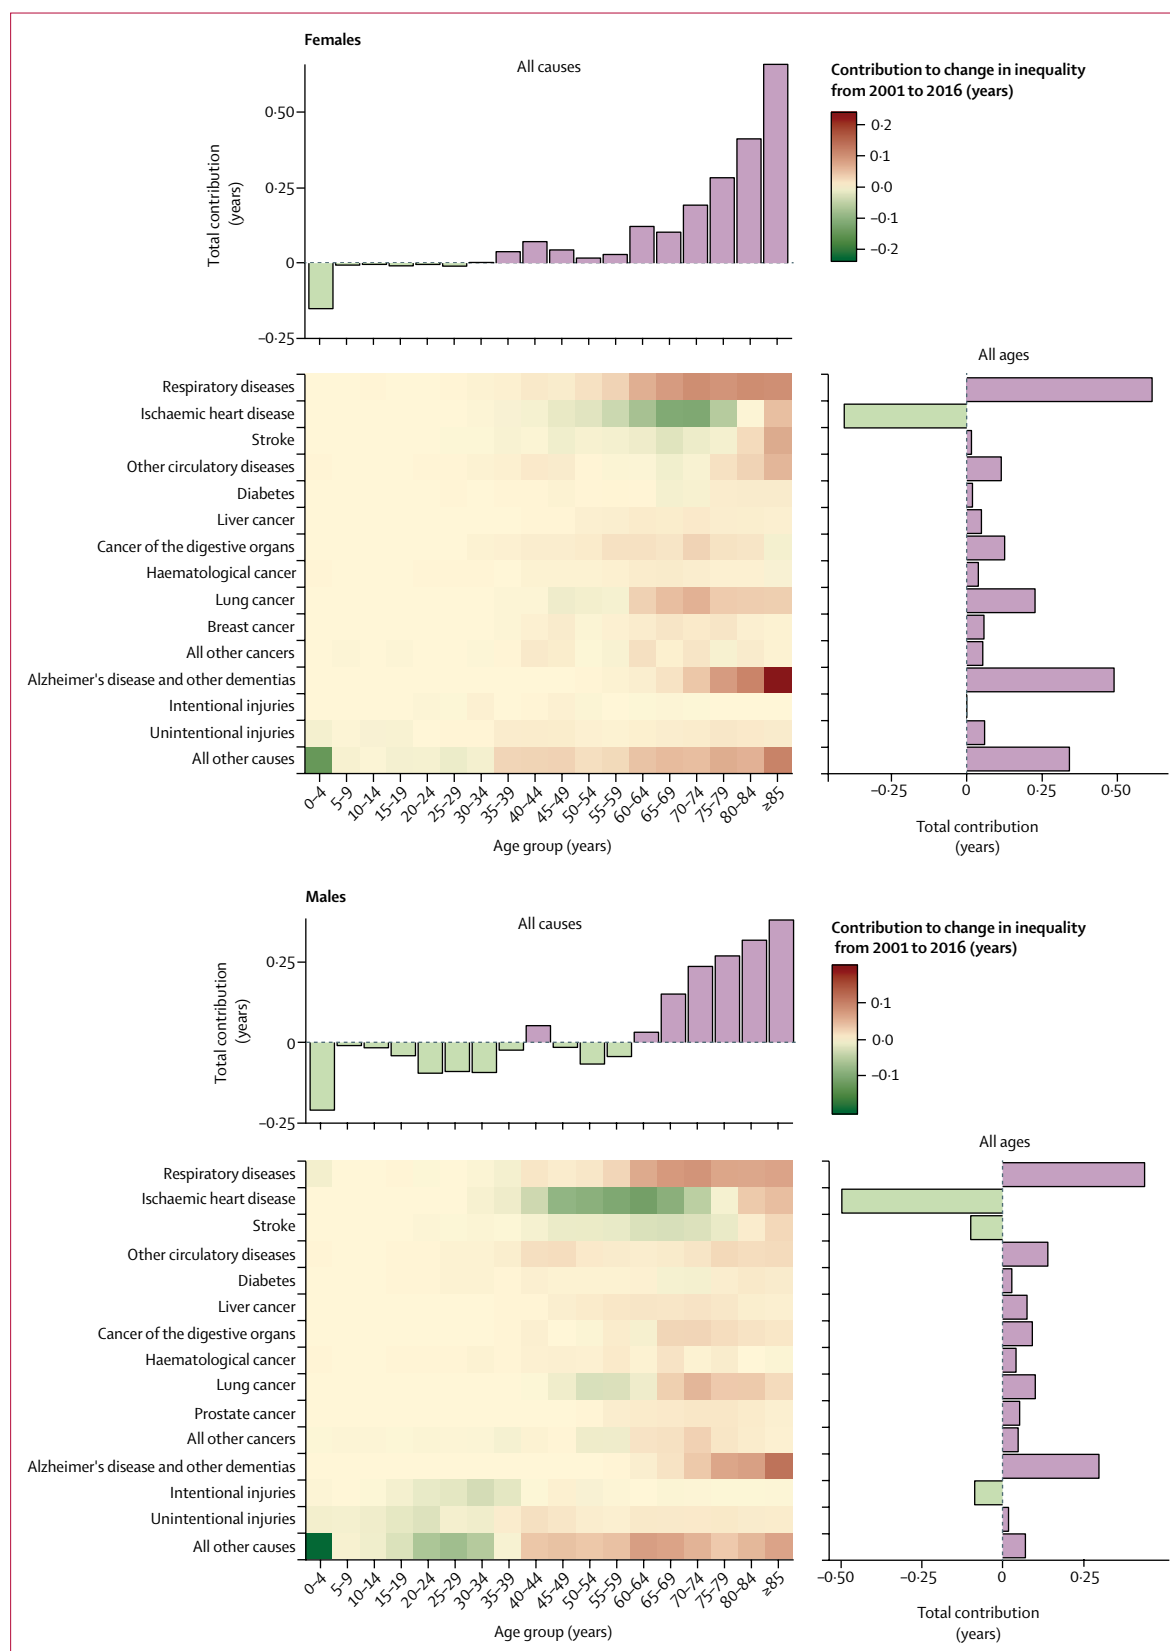 Females
All causes
Contribution to change in inequality
from 2001 to 2016 (years)
0·50
0·25
0
–0·25
Total contribution
(years)
0·2
0·1
0·0
–0·1
–0·2
All ages
Respiratory diseases
Ischaemic heart disease
Stroke
Other circulatory diseases
Diabetes
Liver cancer
Cancer of the digestive organs
Haematological cancer
Lung cancer
Breast cancer
All other cancers
Alzheimer's disease and other dementias
Intentional injuries
Unintentional injuries
All other causes
0–4
5–9
10–14
15–19
20–24
25–29
30–34
35–39
40–44
45–49
50–54
55–59
60–64
65–69
70–74
75–79
80–84
≥85
Age group (years)
–0·25
0
0·25
0·50
Total contribution
(years)
Males
All causes
Contribution to change in inequality
from 2001 to 2016 (years)
0·25
0
–0·25
Total contribution
(years)
0·1
0·0
–0·1
All ages
Respiratory diseases
Ischaemic heart disease
Stroke
Other circulatory diseases
Diabetes
Liver cancer
Cancer of the digestive organs
Haematological cancer
Lung cancer
Prostate cancer
All other cancers
Alzheimer's disease and other dementias
Intentional injuries
Unintentional injuries
All other causes
0–4
5–9
10–14
15–19
20–24
25–29
30–34
35–39
40–44
45–49
50–54
55–59
60–64
65–69
70–74
75–79
80–84
≥85
Age group (years)
–0·50
–0·25
0
0·25
Total contribution
(years)